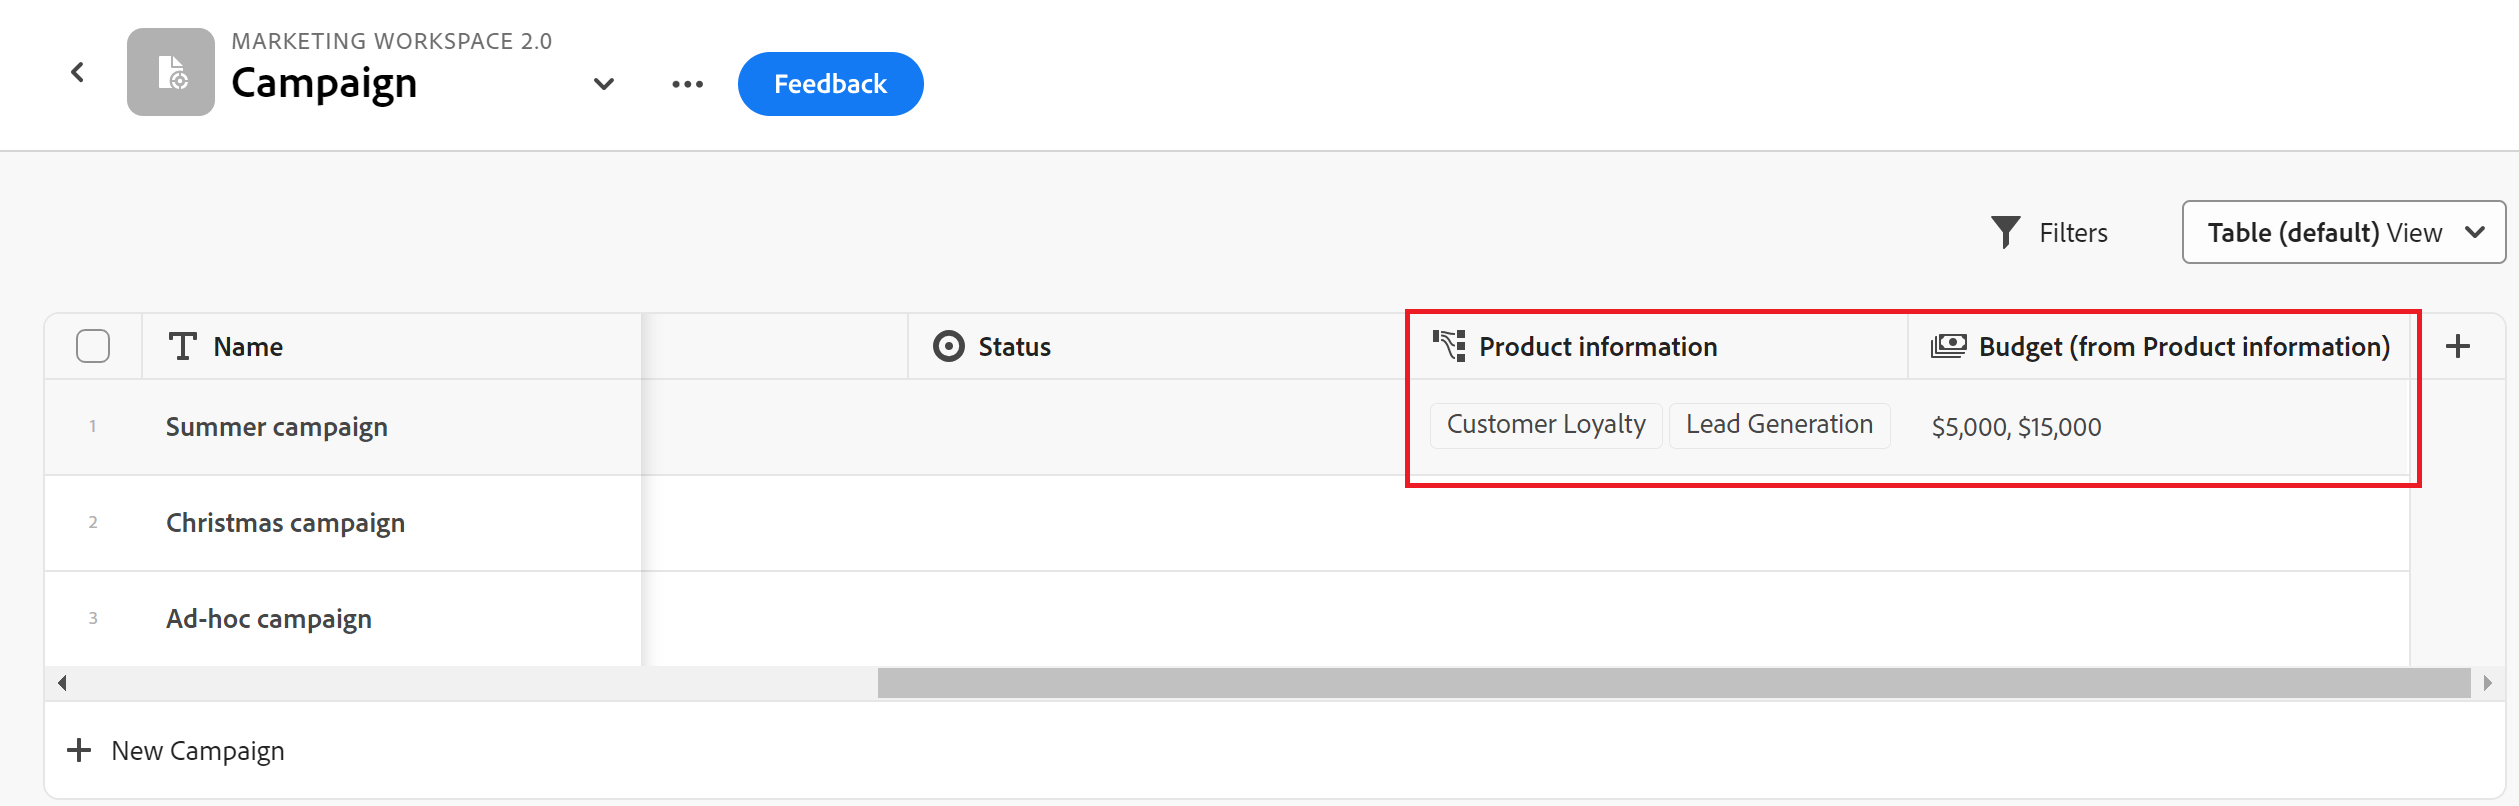 MARKETING WORKSPACE 2.0
Campaign
Feedback
Filters
Table (default) View
Name
Status
Product information
Budget (from Product information)
1
Summer campaign
Customer Loyalty
Lead Generation
$5,000, $15,000
2
Christmas campaign
3
Ad-hoc campaign
New Campaign